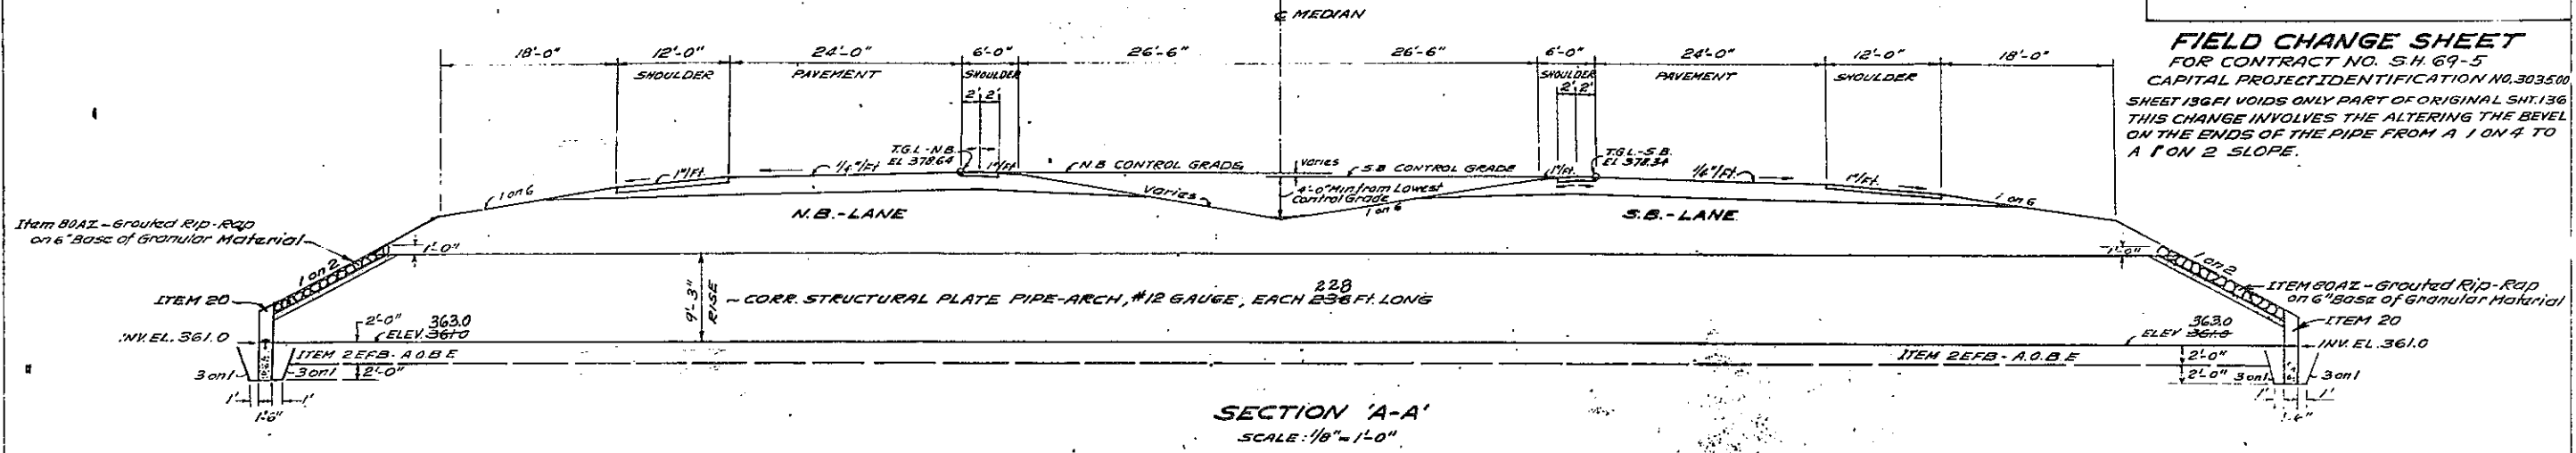 ℄ MEDIAN
18'-0" 12'-0" 24'-0" 6'-0" 26'-6" 26'-6" 6'-0" 24'-0" 12'-0" 18'-0"
SHOULDER PAVEMENT SHOULDER SHOULDER PAVEMENT SHOULDER
2' 2' 2' 2'
FIELD CHANGE SHEET
FOR CONTRACT NO. S.H. 69-5
CAPITAL PROJECT IDENTIFICATION NO. 303500
SHEET 136F1 VOIDS ONLY PART OF ORIGINAL SHT. 136
THIS CHANGE INVOLVES THE ALTERING THE BEVEL
ON THE ENDS OF THE PIPE FROM A 1 ON 4 TO
A 1 ON 2 SLOPE.
T.G.L.-N.B.
EL 378.64
T.G.L.-S.B.
EL 378.34
1"/Ft. 1/4"/Ft 1"/Ft. N.B. CONTROL GRADE varies S.B. CONTROL GRADE 1"/Ft. 1/4"/Ft. 1"/Ft.
4'-0" Min from Lowest
Control Grade
1 on 6 varies 1 on 6 1 on 6
N.B.-LANE S.B.-LANE
Item 80AZ-Grouted Rip-Rap
on 6" Base of Granular Material
1'-0" 1'-0"
1 on 2 1 on 2
ITEM 80AZ-Grouted Rip-Rap
on 6" Base of Granular Material
ITEM 20
ITEM 20
9'-3"
RISE
228
CORR. STRUCTURAL PLATE PIPE-ARCH, #12 GAUGE, EACH 238 FT. LONG
2'-0" 363.0
INV. EL. 361.0 ELEV. 361.0
363.0
ELEV 361.0
INV. EL. 361.0
ITEM 2EFB-A.O.B.E ITEM 2EFB-A.O.B.E 2'-0"
3 on 1 3 on 1 2'-0" 2'-0" 3 on 1 3 on 1
1' 1' 1' 1'
1'-6" 1'-6"
SECTION 'A-A'
SCALE: 1/8" = 1'-0"